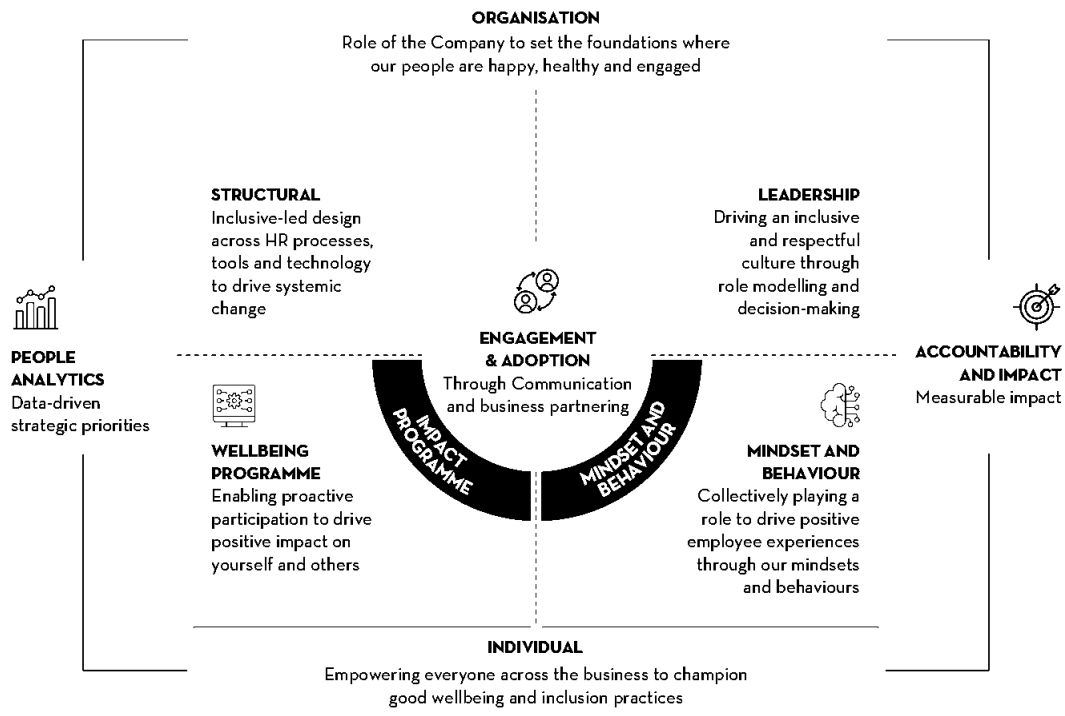 ORGANISATION
Role of the Company to set the foundations where
our people are happy, healthy and engaged
STRUCTURAL
Inclusive-led design
across HR processes,
tools and technology
to drive systemic
change
LEADERSHIP
Driving an inclusive
and respectful
culture through
role modelling and
decision-making
PEOPLE
ANALYTICS
Data-driven
strategic priorities
ENGAGEMENT
& ADOPTION
Through Communication
and business partnering
ACCOUNTABILITY
AND IMPACT
Measurable impact
IMPACT
PROGRAMME
MINDSET AND
BEHAVIOUR
WELLBEING
PROGRAMME
Enabling proactive
participation to drive
positive impact on
yourself and others
MINDSET AND
BEHAVIOUR
Collectively playing a
role to drive positive
employee experiences
through our mindsets
and behaviours
INDIVIDUAL
Empowering everyone across the business to champion
good wellbeing and inclusion practices